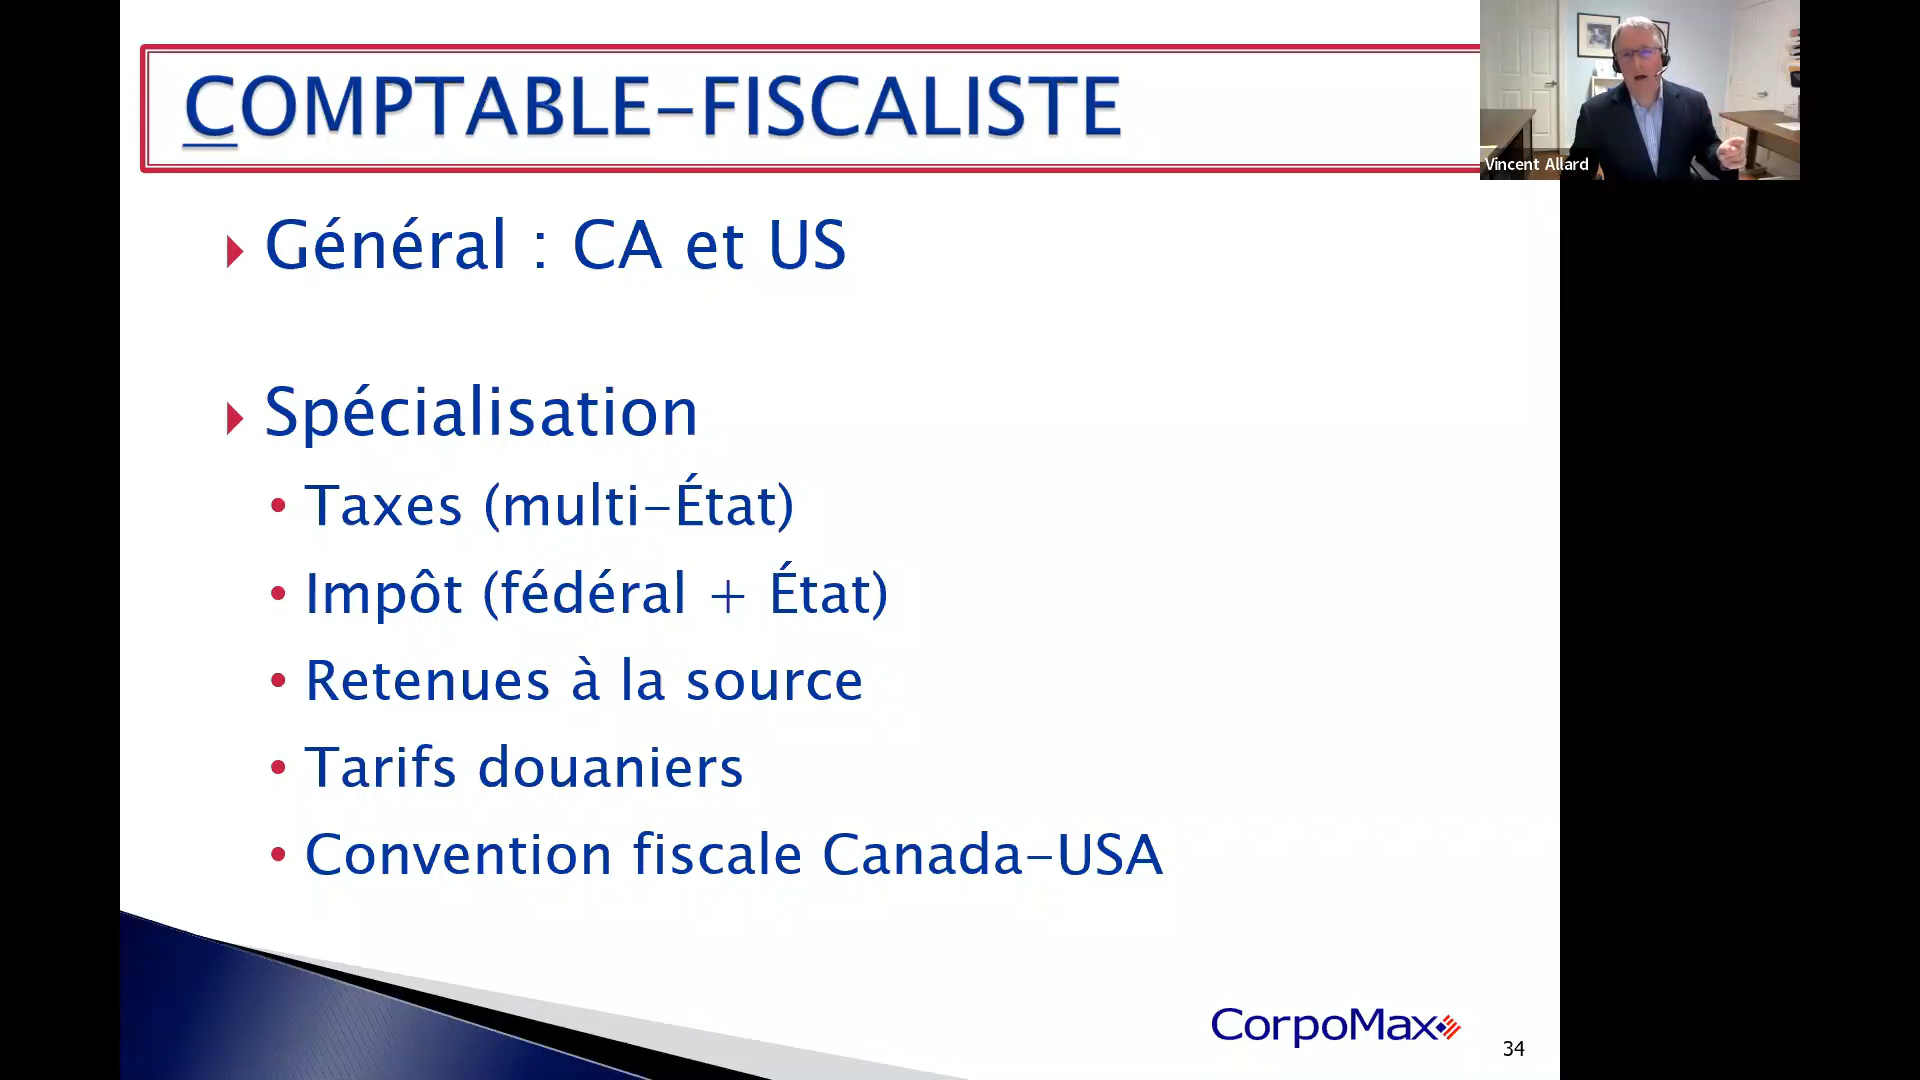 COMPTABLE-FISCALISTE
Vincent Allard
Général : CA et US
Spécialisation
Taxes (multi-État)
Impôt (fédéral + État)
Retenues à la source
Tarifs douaniers
Convention fiscale Canada-USA
CorpoMax
34